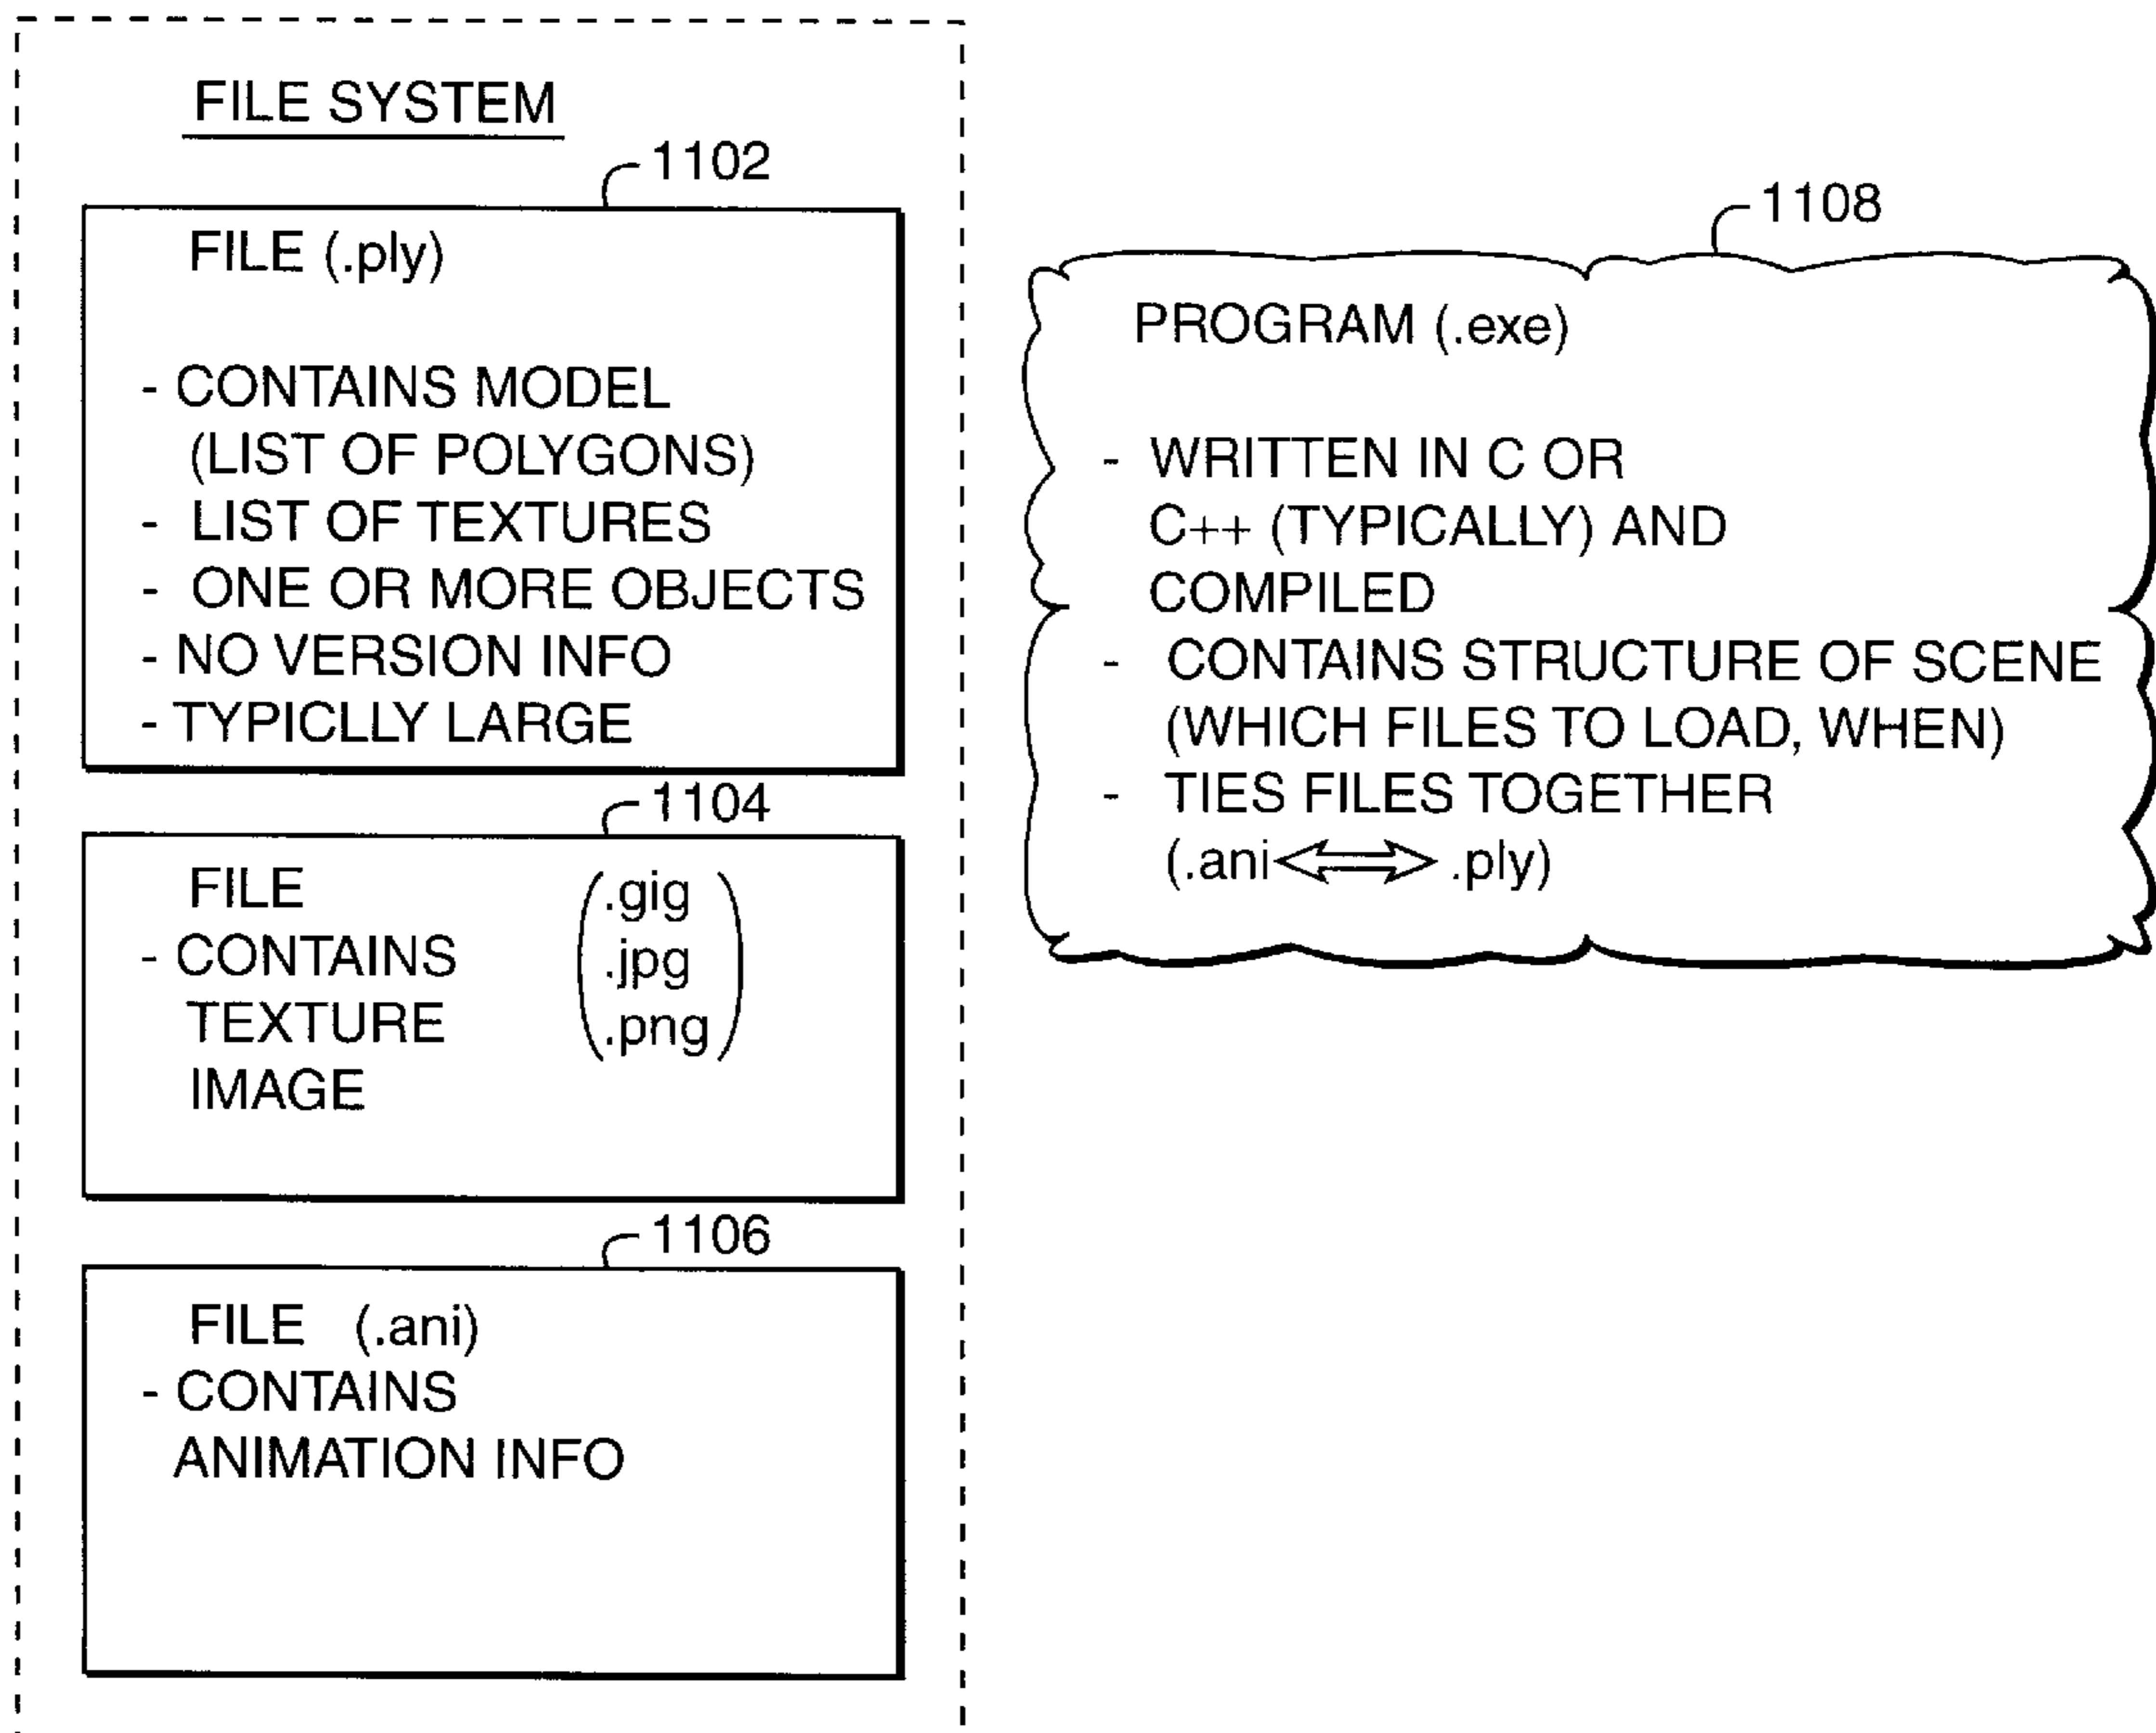 FILE SYSTEM
1102
FILE (.ply)
- CONTAINS MODEL
(LIST OF POLYGONS)
- LIST OF TEXTURES
- ONE OR MORE OBJECTS
- NO VERSION INFO
- TYPICLLY LARGE
1104
FILE (.gig
- CONTAINS .jpg
TEXTURE .png)
IMAGE
1106
FILE (.ani)
- CONTAINS
ANIMATION INFO
1108
PROGRAM (.exe)
- WRITTEN IN C OR
C++ (TYPICALLY) AND
COMPILED
- CONTAINS STRUCTURE OF SCENE
(WHICH FILES TO LOAD, WHEN)
- TIES FILES TOGETHER
(.ani ⟺ .ply)